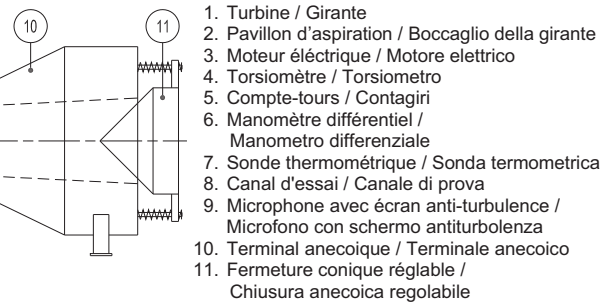 10
11
1. Turbine / Girante
2. Pavillon d'aspiration / Boccaglio della girante
3. Moteur éléctrique / Motore elettrico
4. Torsiomètre / Torsiometro
5. Compte-tours / Contagiri
6. Manomètre différentiel /
Manometro differenziale
7. Sonde thermométrique / Sonda termometrica
8. Canal d'essai / Canale di prova
9. Microphone avec écran anti-turbulence /
Microfono con schermo antiturbolenza
10. Terminal anecoique / Terminale anecoico
11. Fermeture conique réglable /
Chiusura anecoica regolabile